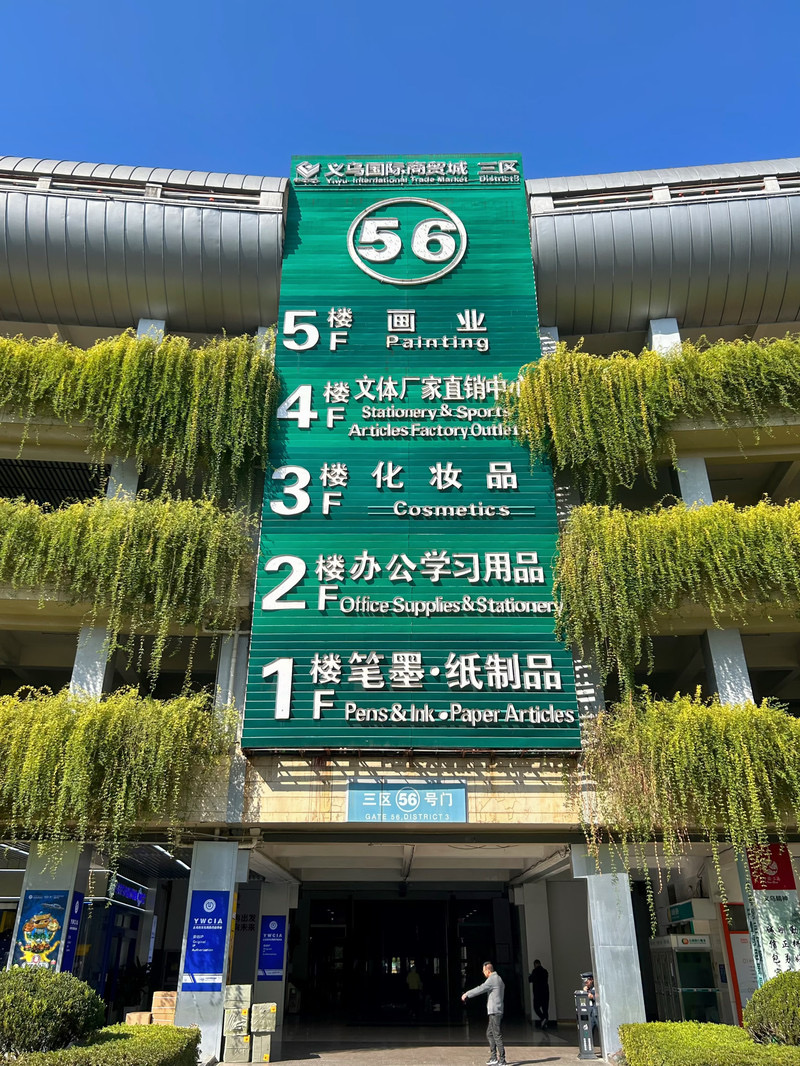 义乌国际商贸城 三区
Yiwu International Trade Market District3
56
5楼 画业
F Painting
4楼 文体厂家直销中心
F Stationery & Sports
Articles Factory Outlets
3楼 化妆品
F Cosmetics
2楼 办公学习用品
F Office Supplies & Stationery
1楼 笔墨·纸制品
F Pens & Ink • Paper Articles
三区 56 号门
GATE 56 DISTRICT 3
YWCIA